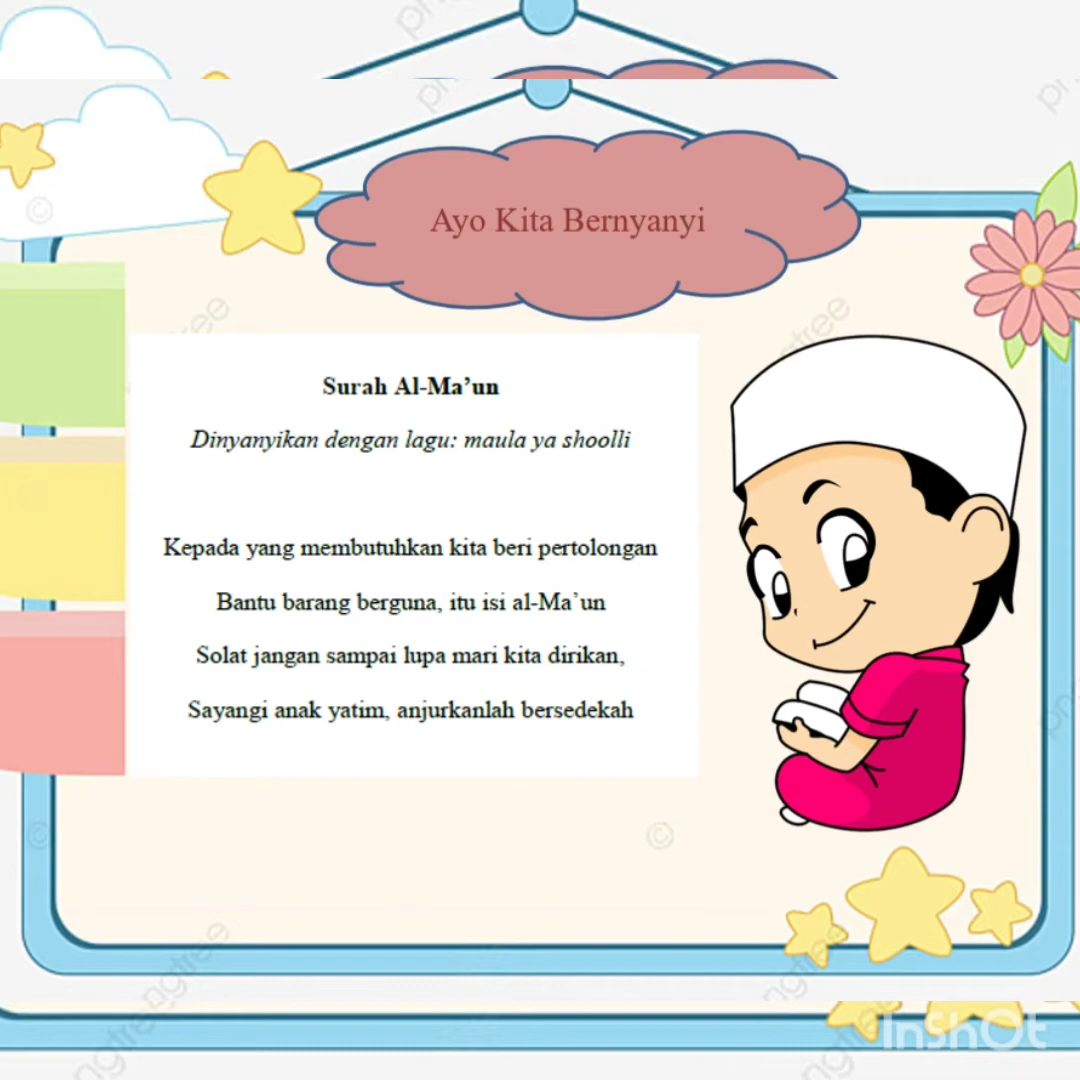 Ayo Kita Bernyanyi
Surah Al-Ma’un
Dinyanyikan dengan lagu: maula ya shoolli
Kepada yang membutuhkan kita beri pertolongan
Bantu barang berguna, itu isi al-Ma’un
Solat jangan sampai lupa mari kita dirikan,
Sayangi anak yatim, anjurkanlah bersedekah
InShOt